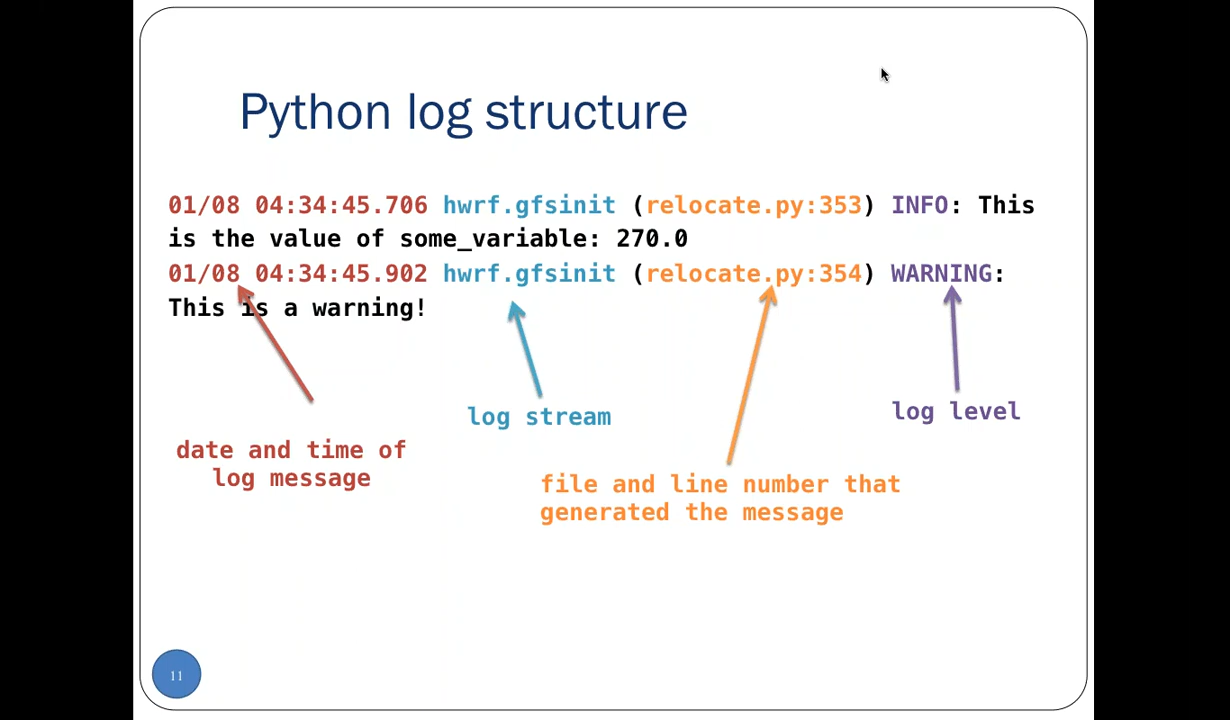 Python log structure
01/08 04:34:45.706 hwrf.gfsinit (relocate.py:353) INFO: This
is the value of some_variable: 270.0
01/08 04:34:45.902 hwrf.gfsinit (relocate.py:354) WARNING:
This is a warning!
log stream
log level
date and time of
log message
file and line number that
generated the message
11